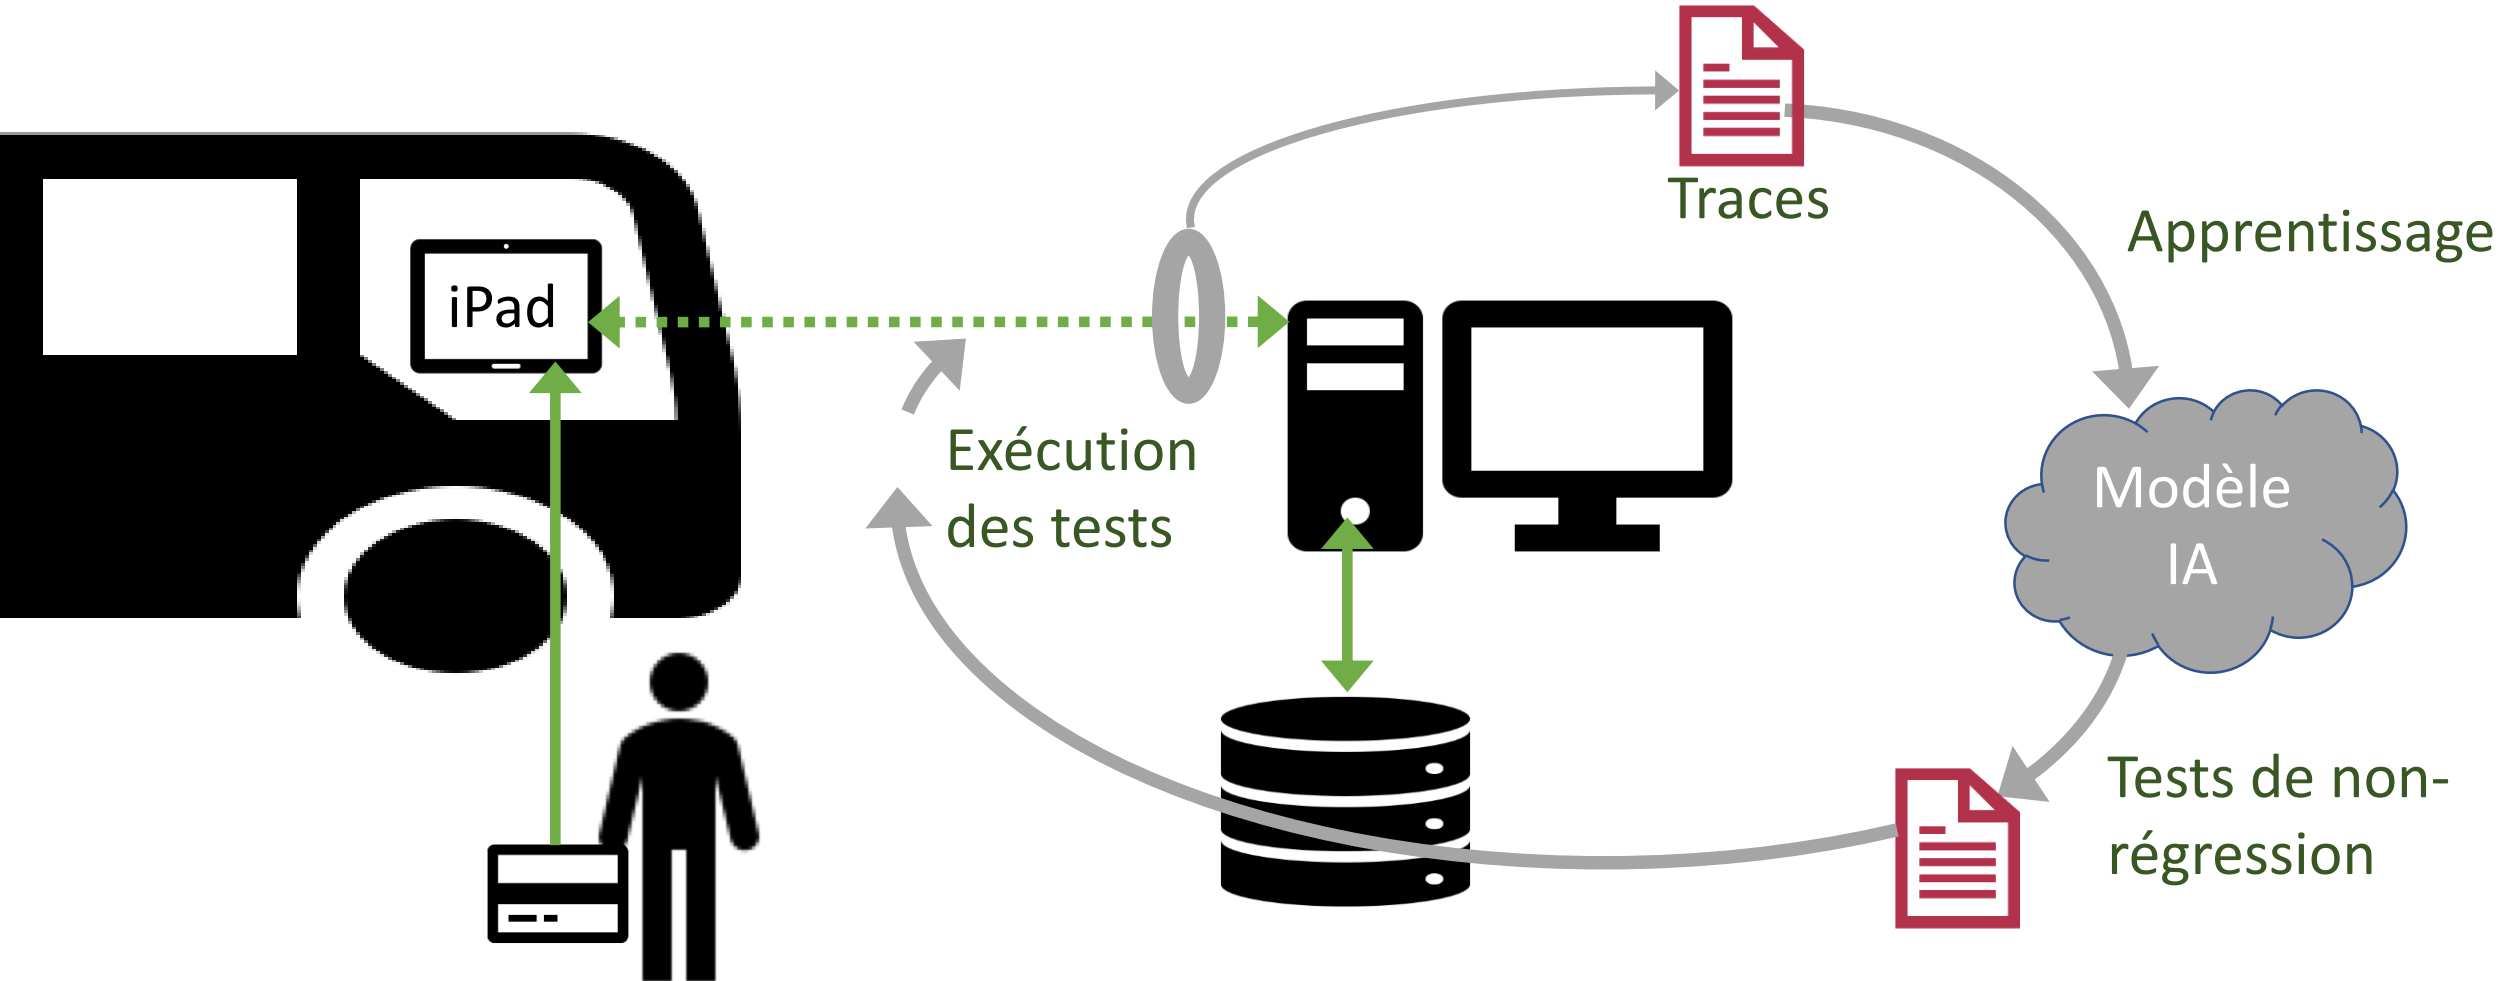 iPad
Traces
Apprentissage
Exécution
des tests
Modèle
IA
Tests de non-
régression